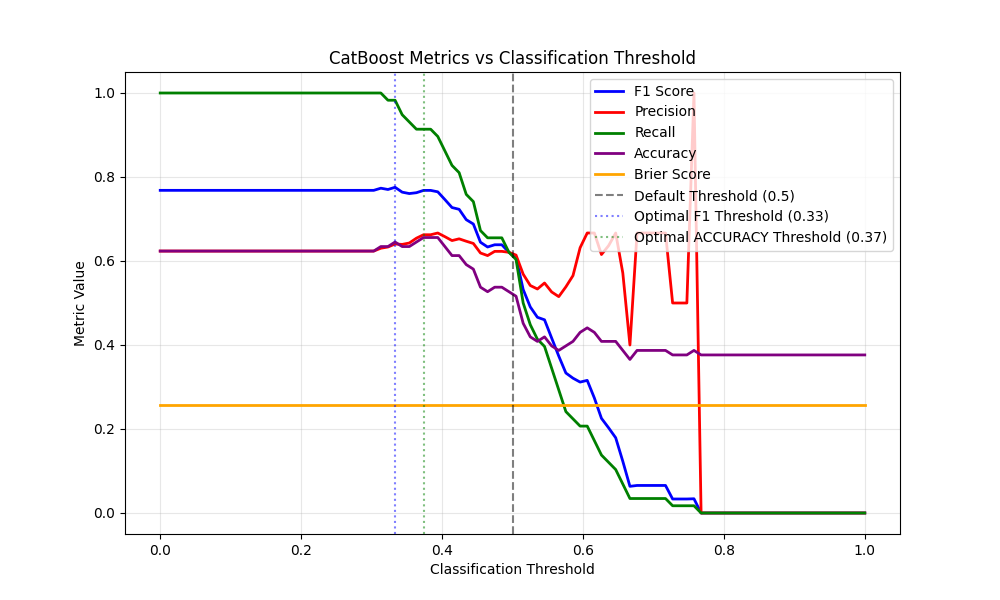 CatBoost Metrics vs Classification Threshold
1.0
0.8
0.6
0.4
0.2
0.0
Metric Value
F1 Score
Precision
Recall
Accuracy
Brier Score
Default Threshold (0.5)
Optimal F1 Threshold (0.33)
Optimal ACCURACY Threshold (0.37)
0.0 0.2 0.4 0.6 0.8 1.0
Classification Threshold